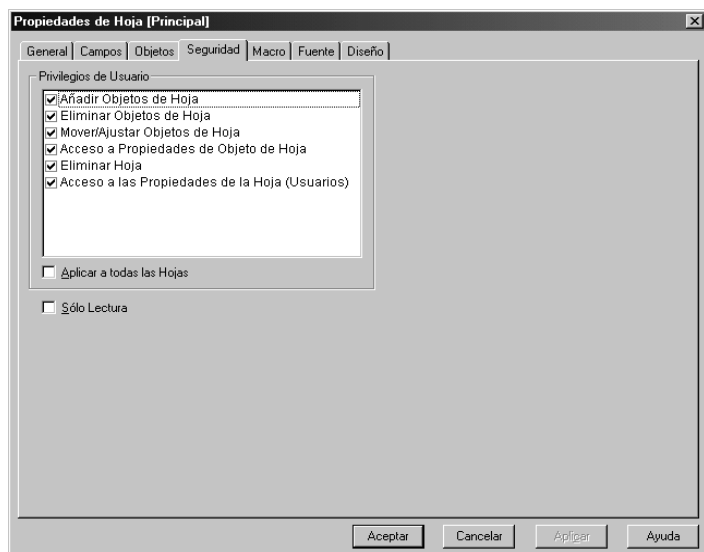 Propiedades de Hoja [Principal]
General Campos Objetos Seguridad Macro Fuente Diseño
Privilegios de Usuario
Añadir Objetos de Hoja
Eliminar Objetos de Hoja
Mover/Ajustar Objetos de Hoja
Acceso a Propiedades de Objeto de Hoja
Eliminar Hoja
Acceso a las Propiedades de la Hoja (Usuarios)
Aplicar a todas las Hojas
Sólo Lectura
Aceptar Cancelar Aplicar Ayuda